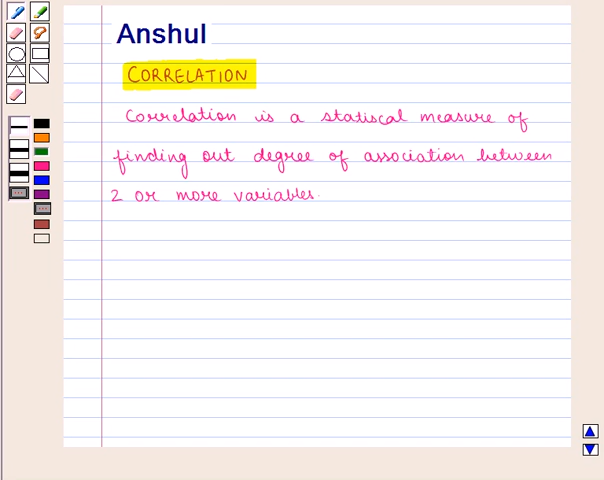 Anshul
CORRELATION
Correlation is a statiscal measure of
finding out degree of association between
2 or more variables.